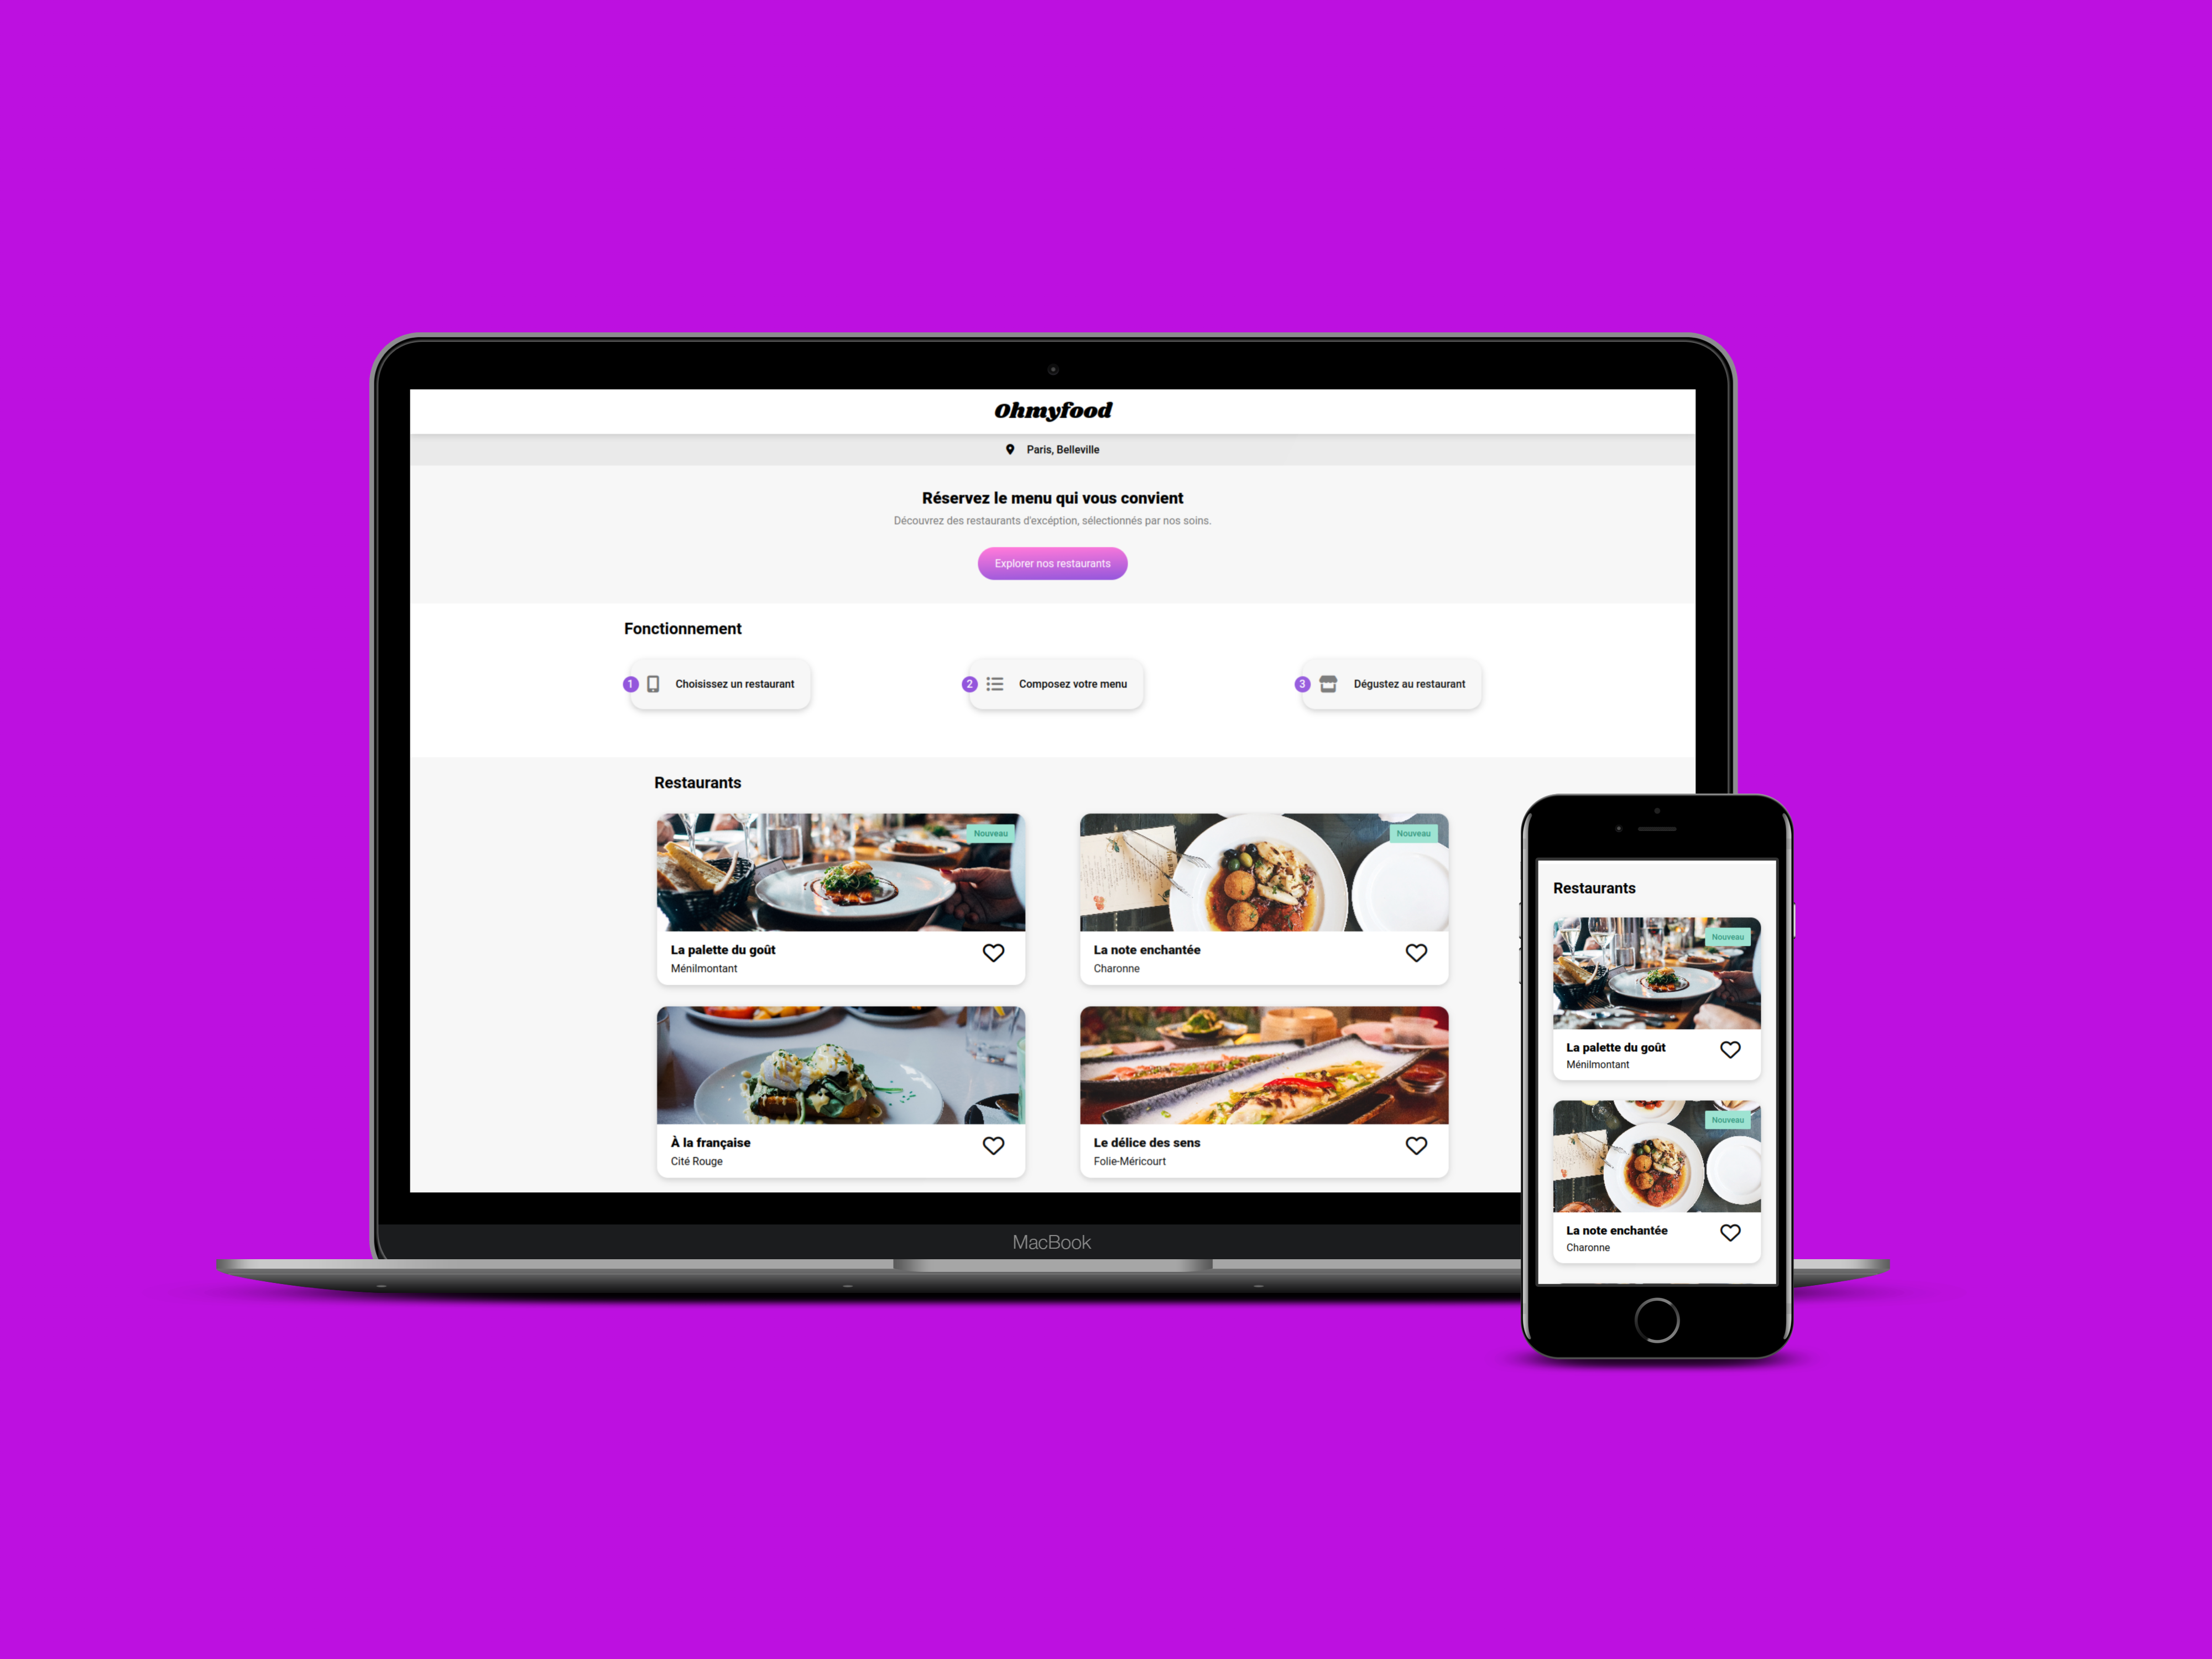 Ohmyfood
Paris, Belleville
Réservez le menu qui vous convient
Découvrez des restaurants d'excéption, sélectionnés par nos soins.
Explorer nos restaurants
Fonctionnement
1 Choisissez un restaurant
2 Composez votre menu
3 Dégustez au restaurant
Restaurants
Nouveau
La palette du goût
Ménilmontant
Nouveau
La note enchantée
Charonne
À la française
Cité Rouge
Le délice des sens
Folie-Méricourt
MacBook
Restaurants
Nouveau
La palette du goût
Ménilmontant
Nouveau
La note enchantée
Charonne